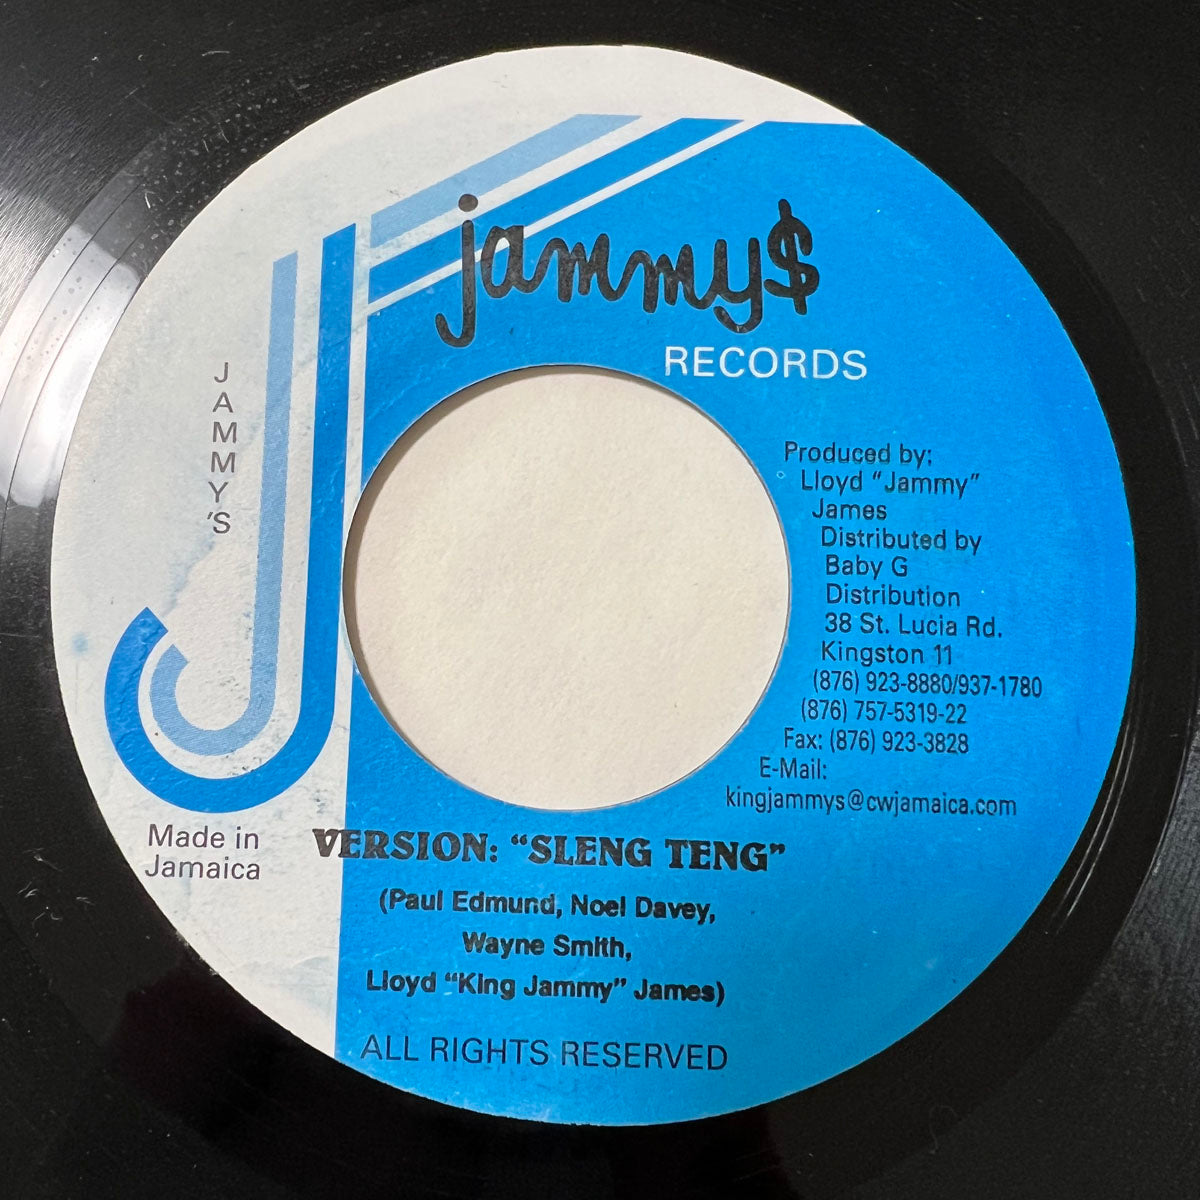 jammy$
RECORDS
J
A
M
M
Y
'S
Produced by:
Lloyd "Jammy"
James
Distributed by
Baby G
Distribution
38 St. Lucia Rd.
Kingston 11
(876) 923-8880/937-1780
(876) 757-5319-22
Fax: (876) 923-3828
E-Mail:
kingjammys@cwjamaica.com
Made in
Jamaica
VERSION: "SLENG TENG"
(Paul Edmund, Noel Davey,
Wayne Smith,
Lloyd "King Jammy" James)
ALL RIGHTS RESERVED